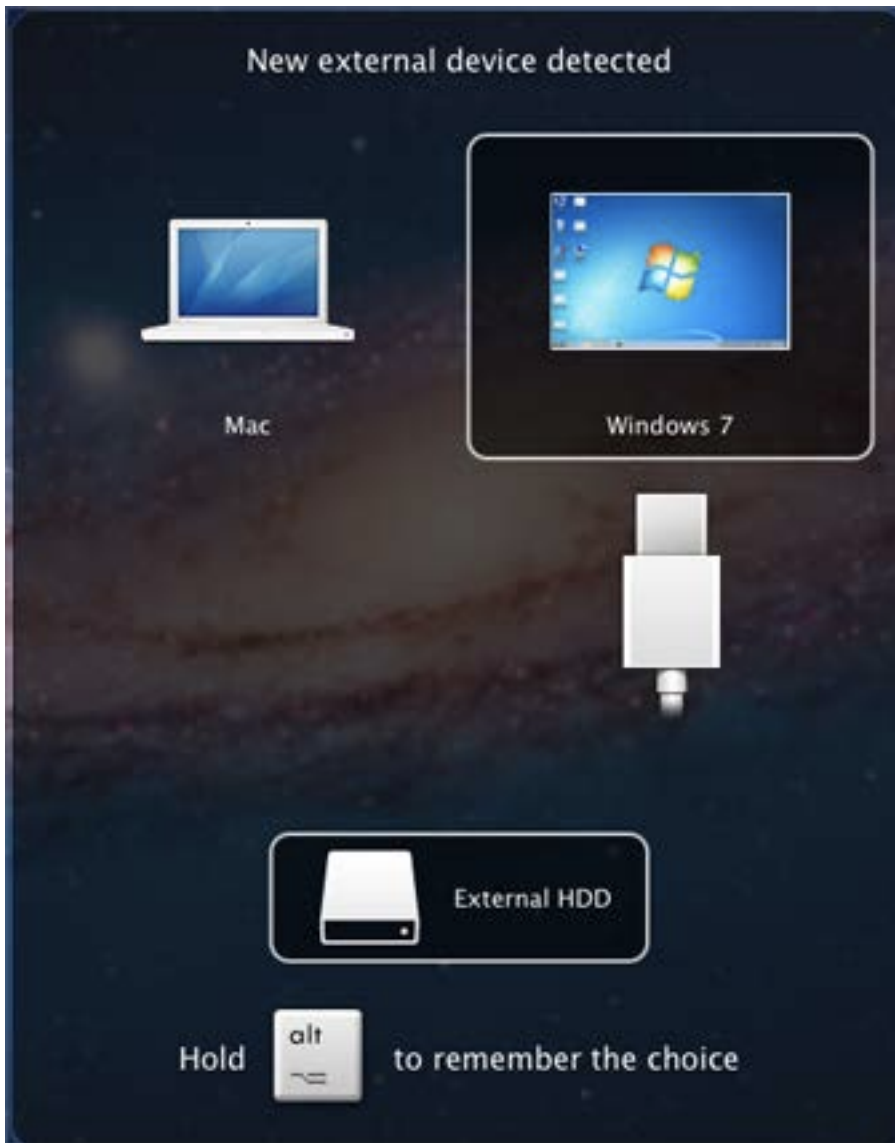 New external device detected
Mac
Windows 7
External HDD
Hold alt to remember the choice